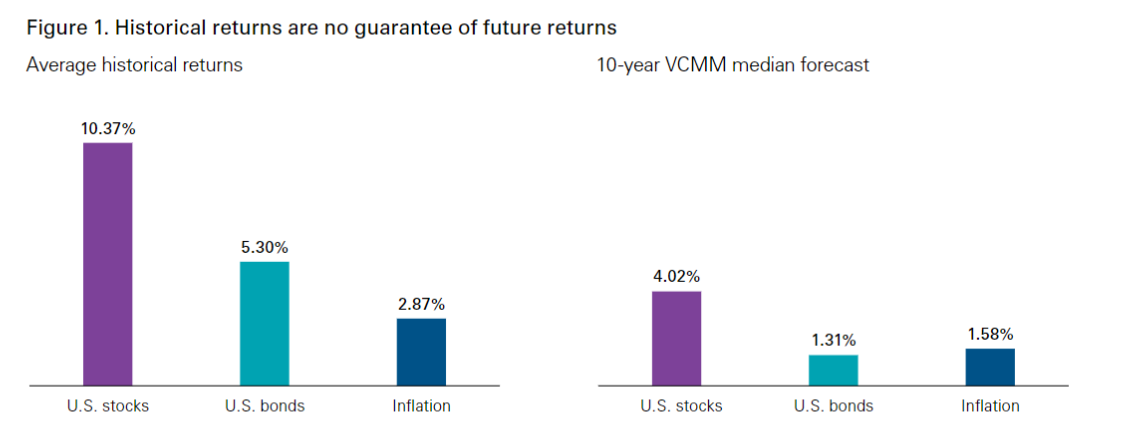 Figure 1. Historical returns are no guarantee of future returns
Average historical returns
10.37%
5.30%
2.87%
U.S. stocks
U.S. bonds
Inflation
10-year VCMM median forecast
4.02%
1.31%
1.58%
U.S. stocks
U.S. bonds
Inflation